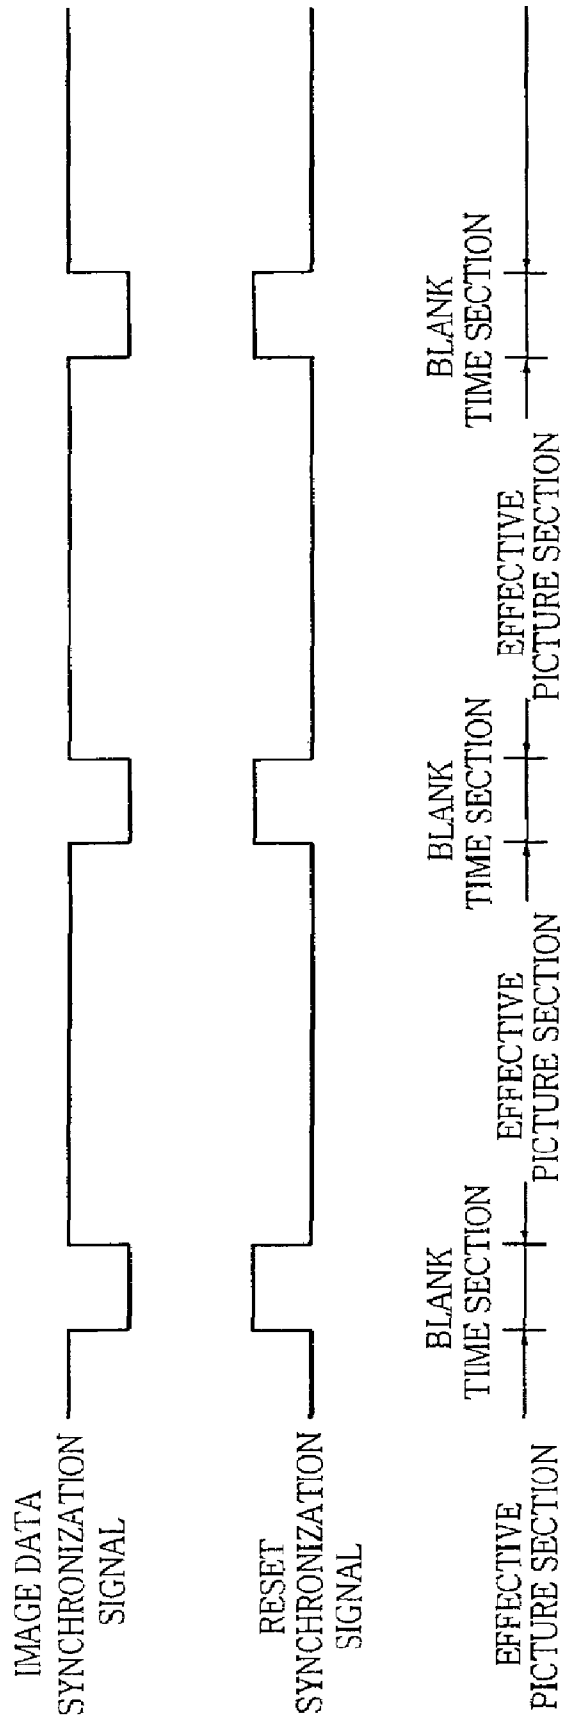 IMAGE DATA
SYNCHRONIZATION
SIGNAL
RESET
SYNCHRONIZATION
SIGNAL
EFFECTIVE
PICTURE SECTION
BLANK
TIME SECTION
EFFECTIVE
PICTURE SECTION
BLANK
TIME SECTION
EFFECTIVE
PICTURE SECTION
BLANK
TIME SECTION